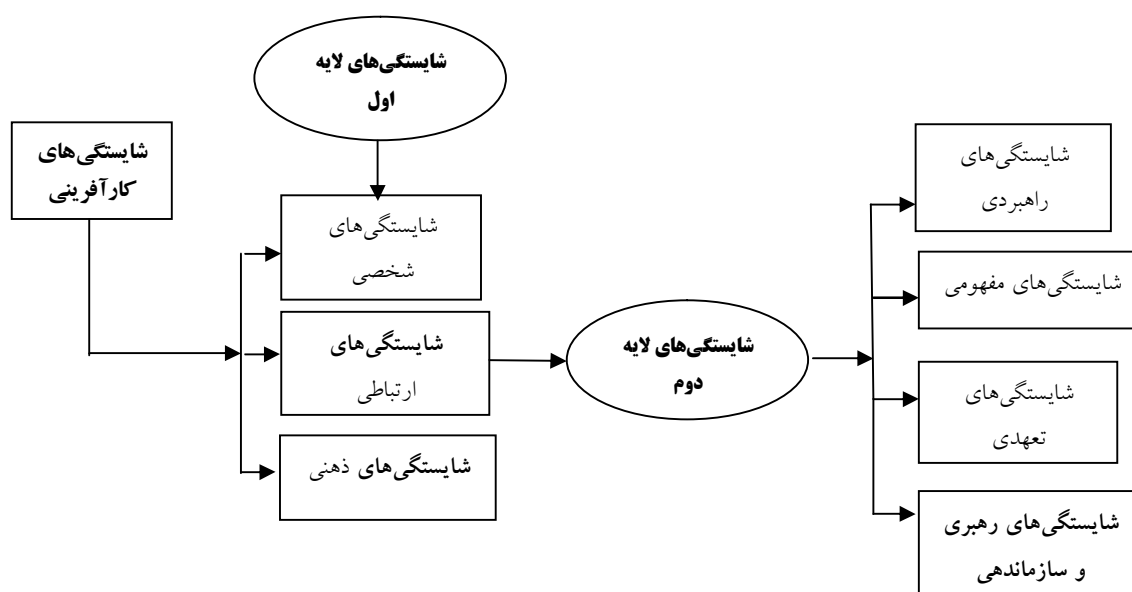 شایستگی‌های لایه
اول
شایستگی‌های
کارآفرینی
شایستگی‌های
شخصی
شایستگی‌های
ارتباطی
شایستگی‌های ذهنی
شایستگی‌های لایه
دوم
شایستگی‌های
راهبردی
شایستگی‌های مفهومی
شایستگی‌های
تعهدی
شایستگی‌های رهبری
و سازماندهی